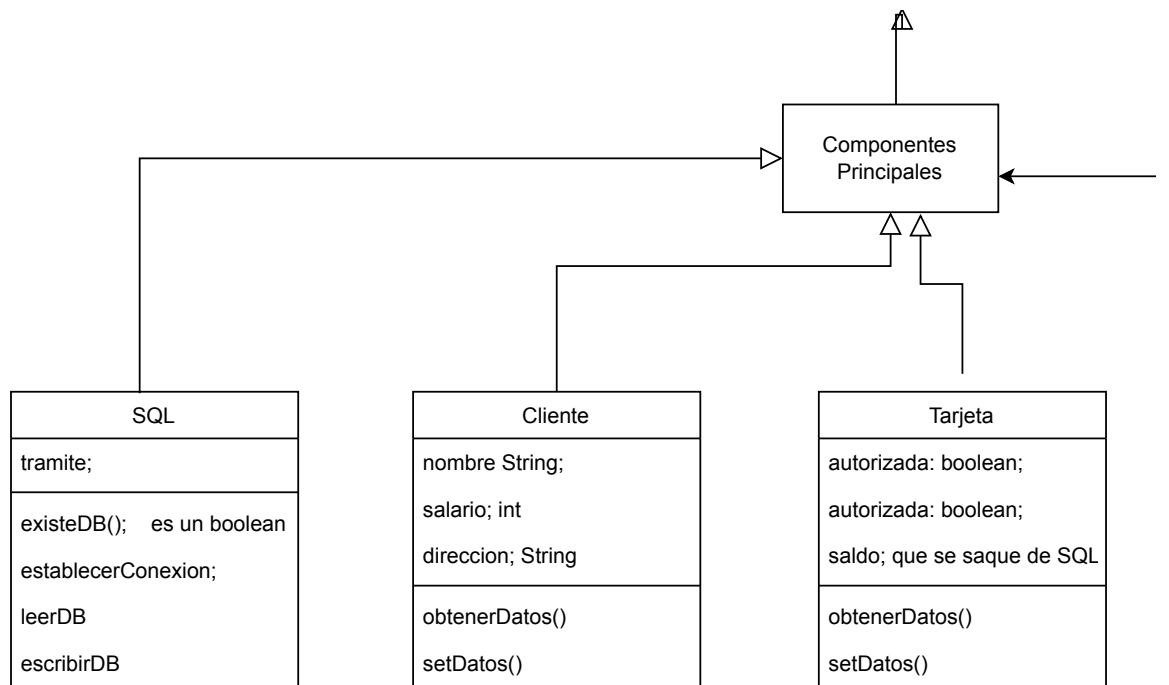 Componentes
Principales
SQL
tramite;
existeDB();    es un boolean
establecerConexion;
leerDB
escribirDB
Cliente
nombre String;
salario; int
direccion; String
obtenerDatos()
setDatos()
Tarjeta
autorizada: boolean;
autorizada: boolean;
saldo; que se saque de SQL
obtenerDatos()
setDatos()